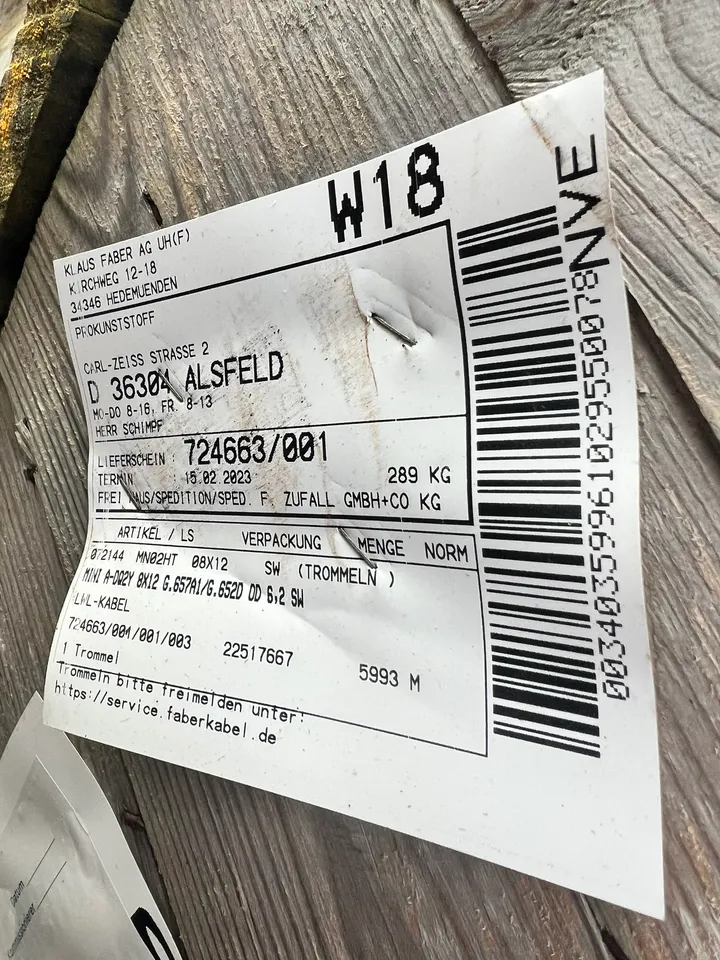 W18
KLAUS FABER AG UH(F)
KIRCHWEG 12-18
34346 HEDEMUENDEN
PROKUNSTSTOFF
CARL-ZEISS STRASSE 2
D 36304 ALSFELD
MO-DO 8-16, FR. 8-13
HERR SCHIMPF
LIEFERSCHEIN : 724663/001
TERMIN : 15.02.2023 289 KG
FREI HAUS/SPEDITION/SPED. F. ZUFALL GMBH+CO KG
ARTIKEL / LS VERPACKUNG MENGE NORM
072144 MN02HT 08X12 SW (TROMMELN )
MINI A-DQ2Y 8X12 G.657A1/G.652D OD 6,2 SW
LWL-KABEL
724663/001/001/003 22517667 5993 M
1 Trommel
Trommeln bitte freimelden unter:
https://service.faberkabel.de
NVE
00340359961029550078
Datum
Kommissionierer